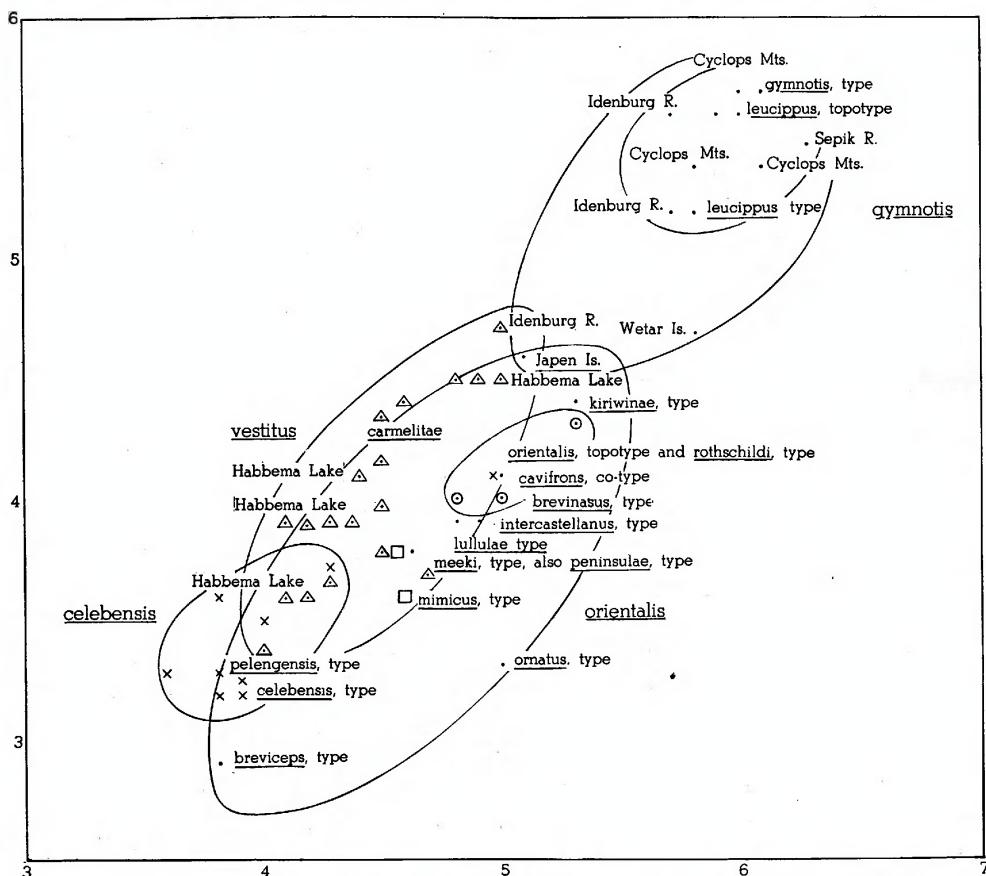 6
Cyclops Mts.
gymnotis, type
Idenburg R.
leucippus, topotype
Sepik R.
Cyclops Mts.
Cyclops Mts.
Idenburg R.
leucippus type
gymnotis
5
Idenburg R.
Wetar Is.
Japen Is.
Habbema Lake
kiriwinae, type
vestitus
carmelitae
orientalis, topotype and rothschildi, type
Habbema Lake
cavifrons, co-type
4
Habbema Lake
brevinasus, type
intercastellanus, type
lullulae type
meeki, type, also peninsulae, type
Habbema Lake
mimicus, type
celebensis
orientalis
pelengensis, type
ornatus, type
celebensis, type
3
breviceps, type
3 4 5 6 7